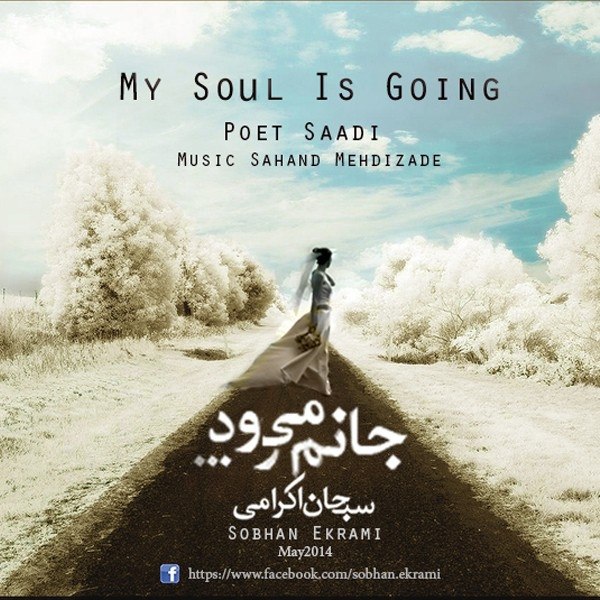 My Soul Is Going
Poet Saadi
Music Sahand Mehdizade
جانم می رود...
سبحان اکرامی
Sobhan Ekrami
May2014
f https://www.facebook.com/sobhan.ekrami